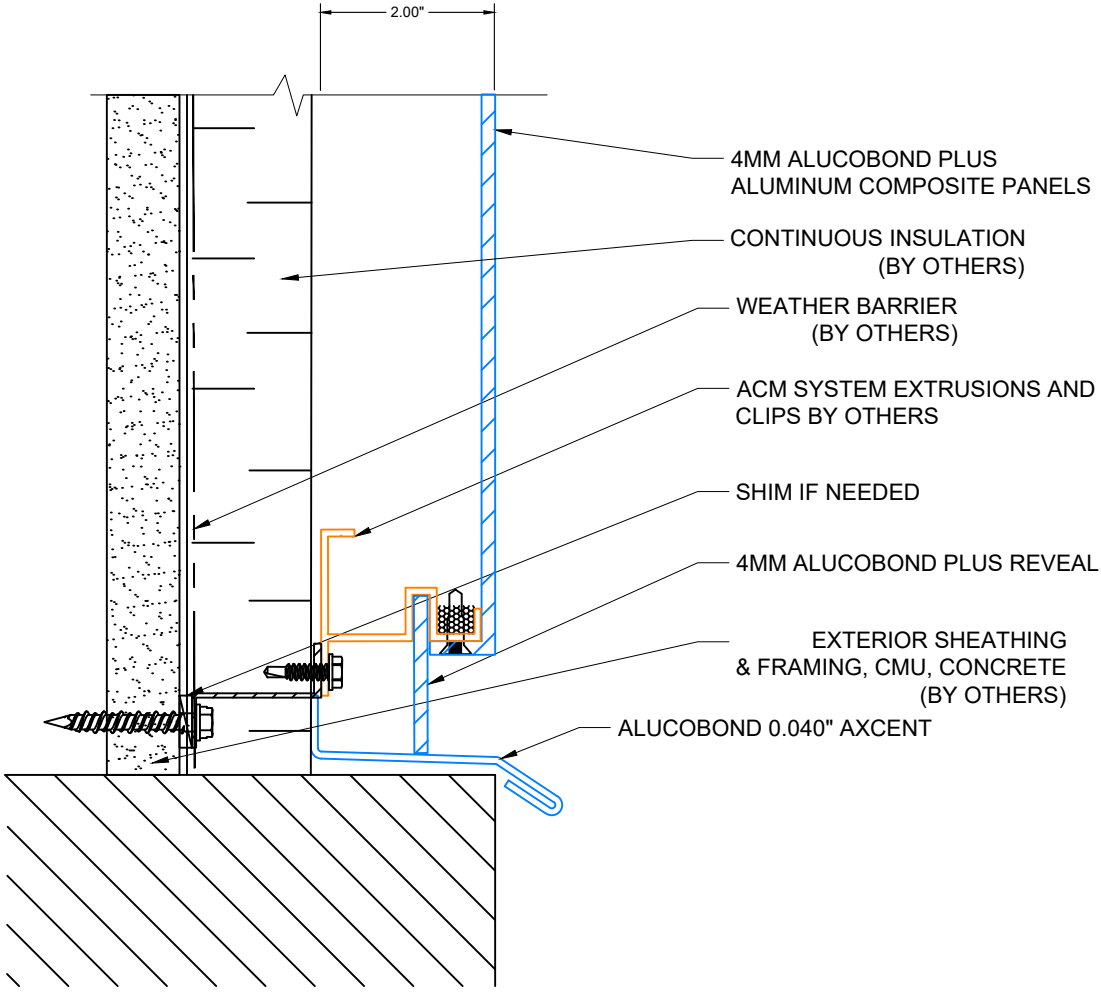 2.00"
4MM ALUCOBOND PLUS
ALUMINUM COMPOSITE PANELS
CONTINUOUS INSULATION
(BY OTHERS)
WEATHER BARRIER
(BY OTHERS)
ACM SYSTEM EXTRUSIONS AND
CLIPS BY OTHERS
SHIM IF NEEDED
4MM ALUCOBOND PLUS REVEAL
EXTERIOR SHEATHING
& FRAMING, CMU, CONCRETE
(BY OTHERS)
ALUCOBOND 0.040" AXCENT